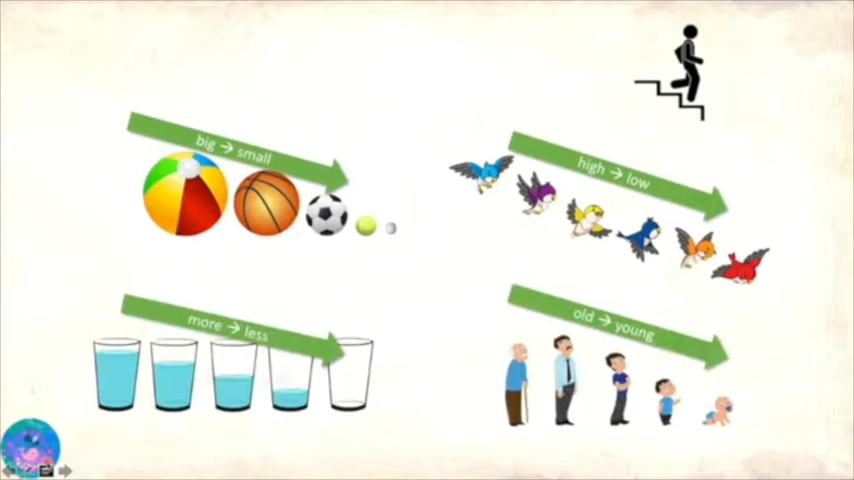 big → small
high → low
more → less
old → young